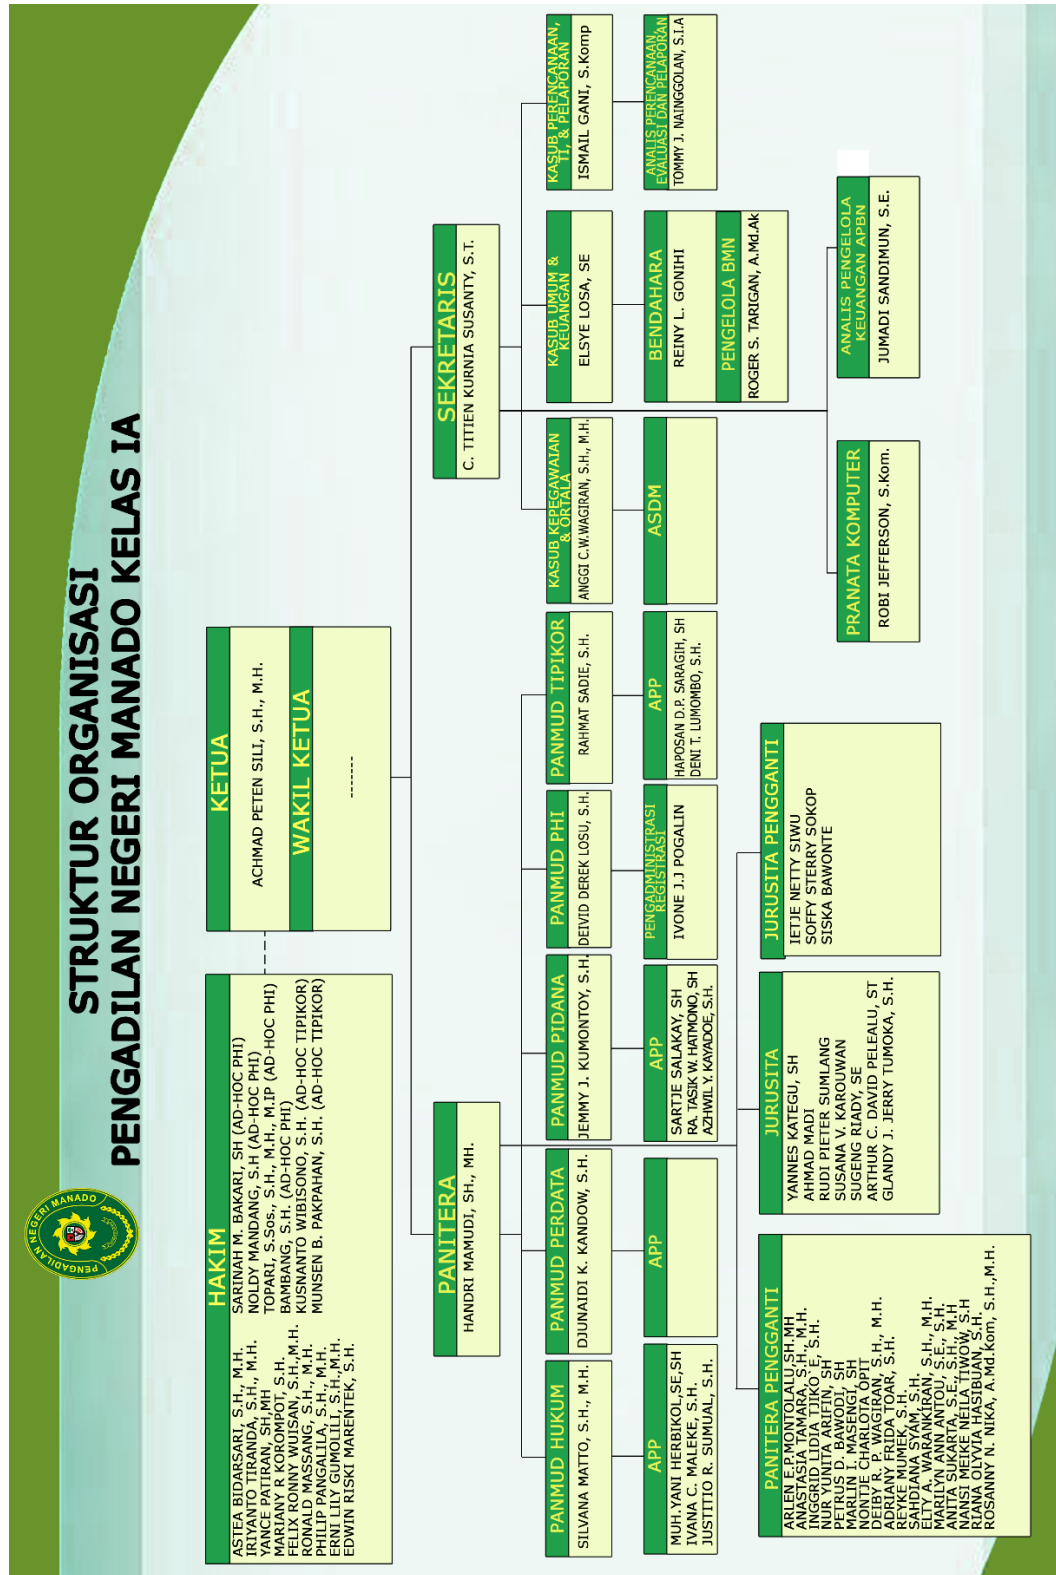 STRUKTUR ORGANISASI
PENGADILAN NEGERI MANADO KELAS IA
PENGADILAN NEGERI MANADO
HAKIM
ASTEA BIDARSARI, S.H., M.H.
IRIYANTO TIRANDA, S.H., M.H.
YANCE PATIRAN, SH,MH
MARIANY R KOROMPOT, S.H.
FELIX RONNY WUISAN, S.H.,M.H.
RONALD MASSANG, S.H., M.H.
PHILIP PANGALILA, S.H., M.H.
ERNI LILY GUMOLILI, S.H.,M.H
EDWIN RISKI MARENTEK, S.H.
SARINAH M. BAKARI, SH (AD-HOC PHI)
NOLDY MANDANG, S.H (AD-HOC PHI)
TOPARI, S.Sos., S.H., M.H., M.IP (AD-HOC PHI)
BAMBANG, S.H. (AD-HOC PHI)
KUSNANTO WIBISONO, S.H. (AD-HOC TIPIKOR)
MUNSEN B. PAKPAHAN, S.H. (AD-HOC TIPIKOR)
KETUA
ACHMAD PETEN SILI, S.H., M.H.
WAKIL KETUA
-------
PANITERA
HANDRI MAMUDI, SH., MH.
SEKRETARIS
C. TITIEN KURNIA SUSANTY, S.T.
PANMUD HUKUM
SILVANA MATTO, S.H., M.H.
PANMUD PERDATA
DJUNAIDI K. KANDOW, S.H.
PANMUD PIDANA
JEMMY J. KUMONTOY, S.H.
PANMUD PHI
DEIVID DEREK LOSU, S.H.
PANMUD TIPIKOR
RAHMAT SADIE, S.H.
KASUB KEPEGAWAIAN
& ORTALA
ANGGI C.W.WAGIRAN, S.H., M.H.
KASUB UMUM &
KEUANGAN
ELSYE LOSA, SE
KASUB PERENCANAAN,
TI, & PELAPORAN
ISMAIL GANI, S.Komp
APP
MUH.YANI HERBIKOL,SE,SH
IVANA C. MALEKE, S.H.
JUSTITIO R. SUMUAL, S.H.
APP
APP
SARTJE SALAKAY, SH
RA. TASIK W. HATMONO, SH
AZHWIL Y. KAYADOE, S.H.
PENGADMINISTRASI
REGISTRASI
IVONE J.J POGALIN
APP
HAPOSAN D.P. SARAGIH, SH
DENI T. LUMOMBO, S.H.
ASDM
BENDAHARA
REINY L. GONIHI
PENGELOLA BMN
ROGER S. TARIGAN, A.Md.Ak
ANALIS PERENCANAAN
EVALUASI DAN PELAPORAN
TOMMY J. NAINGGOLAN, S.I.A
PANITERA PENGGANTI
ARLEN E.P.MONTOLALU,SH.MH
ANASTASIA TAMARA, S.H., M.H.
INGGRID LIDIA TJIKO`E, S.H.
NUR YUNITA ARIFIN, SH
PETRUS D. BAWODI, SH
MARLIN I. MASENGI, SH
NONTJE CHARLOTA OPIT
DEIBY R. P. WAGIRAN, S.H., M.H.
ADRIANY FRIDA TOAR, S.H.
REYKE MUMEK, S.H.
SAHDIANA SYAM, S.H.
ELTY A. WARANKIRAN, S.H., M.H.
MARILYN ANN ANTOU, S.E., S.H.
ANITA SUKARTA, S.E., S.H., M.H
NANSI MEIKE NEILA TIWOW, S.H
RIANA OLYVIA HASIBUAN, S.H.
ROSANNY N. NIKA, A.Md.Kom, S.H.,M.H.
JURUSITA
YANNES KATEGU, SH
AHMAD MADI
RUDI PIETER SUMLANG
SUSANA V. KAROUWAN
SUGENG RIADY, SE
ARTHUR C. DAVID PELEALU, ST
GLANDY J. JERRY TUMOKA, S.H.
JURUSITA PENGGANTI
IETJE NETTY SIWU
SOFFY STERRY SOKOP
SISKA BAWONTE
PRANATA KOMPUTER
ROBI JEFFERSON, S.Kom.
ANALIS PENGELOLA
KEUANGAN APBN
JUMADI SANDIMUN, S.E.